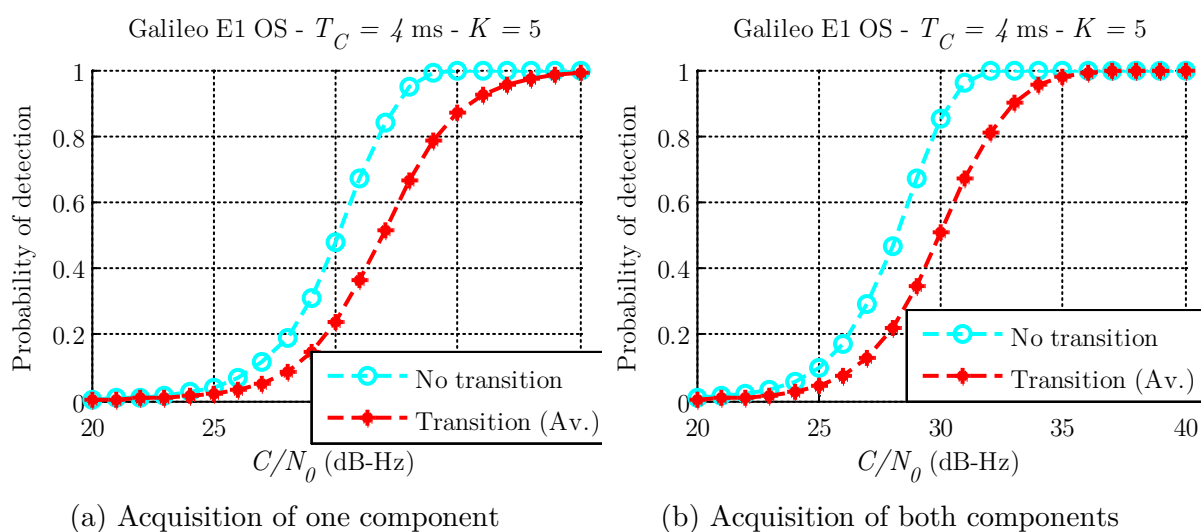 Galileo E1 OS - T_C = 4 ms - K = 5
Probability of detection
1
0.8
0.6
0.4
0.2
0
20 25
C/N_0 (dB-Hz)
No transition
Transition (Av.)
(a) Acquisition of one component
Galileo E1 OS - T_C = 4 ms - K = 5
Probability of detection
1
0.8
0.6
0.4
0.2
0
20 25 30 35 40
C/N_0 (dB-Hz)
No transition
Transition (Av.)
(b) Acquisition of both components